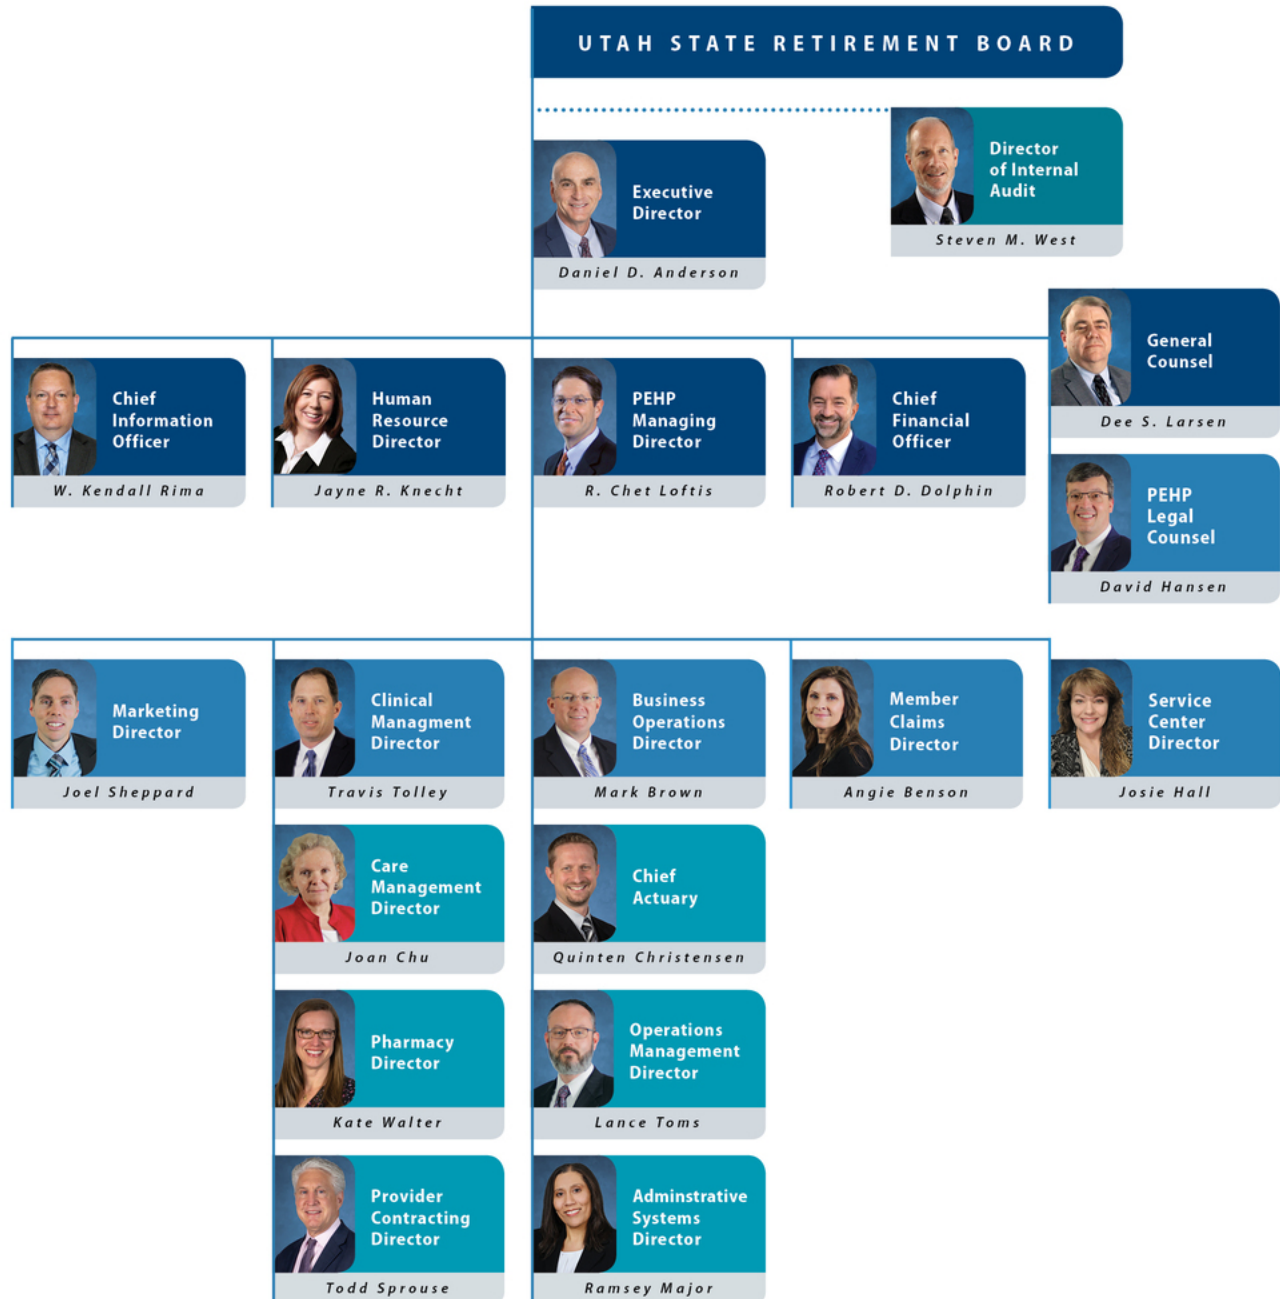 UTAH STATE RETIREMENT BOARD
Director
of Internal
Audit
Steven M. West
Executive
Director
Daniel D. Anderson
General
Counsel
Dee S. Larsen
Chief
Information
Officer
W. Kendall Rima
Human
Resource
Director
Jayne R. Knecht
PEHP
Managing
Director
R. Chet Loftis
Chief
Financial
Officer
Robert D. Dolphin
PEHP
Legal
Counsel
David Hansen
Marketing
Director
Joel Sheppard
Clinical
Managment
Director
Travis Tolley
Business
Operations
Director
Mark Brown
Member
Claims
Director
Angie Benson
Service
Center
Director
Josie Hall
Care
Management
Director
Joan Chu
Chief
Actuary
Quinten Christensen
Pharmacy
Director
Kate Walter
Operations
Management
Director
Lance Toms
Provider
Contracting
Director
Todd Sprouse
Adminstrative
Systems
Director
Ramsey Major